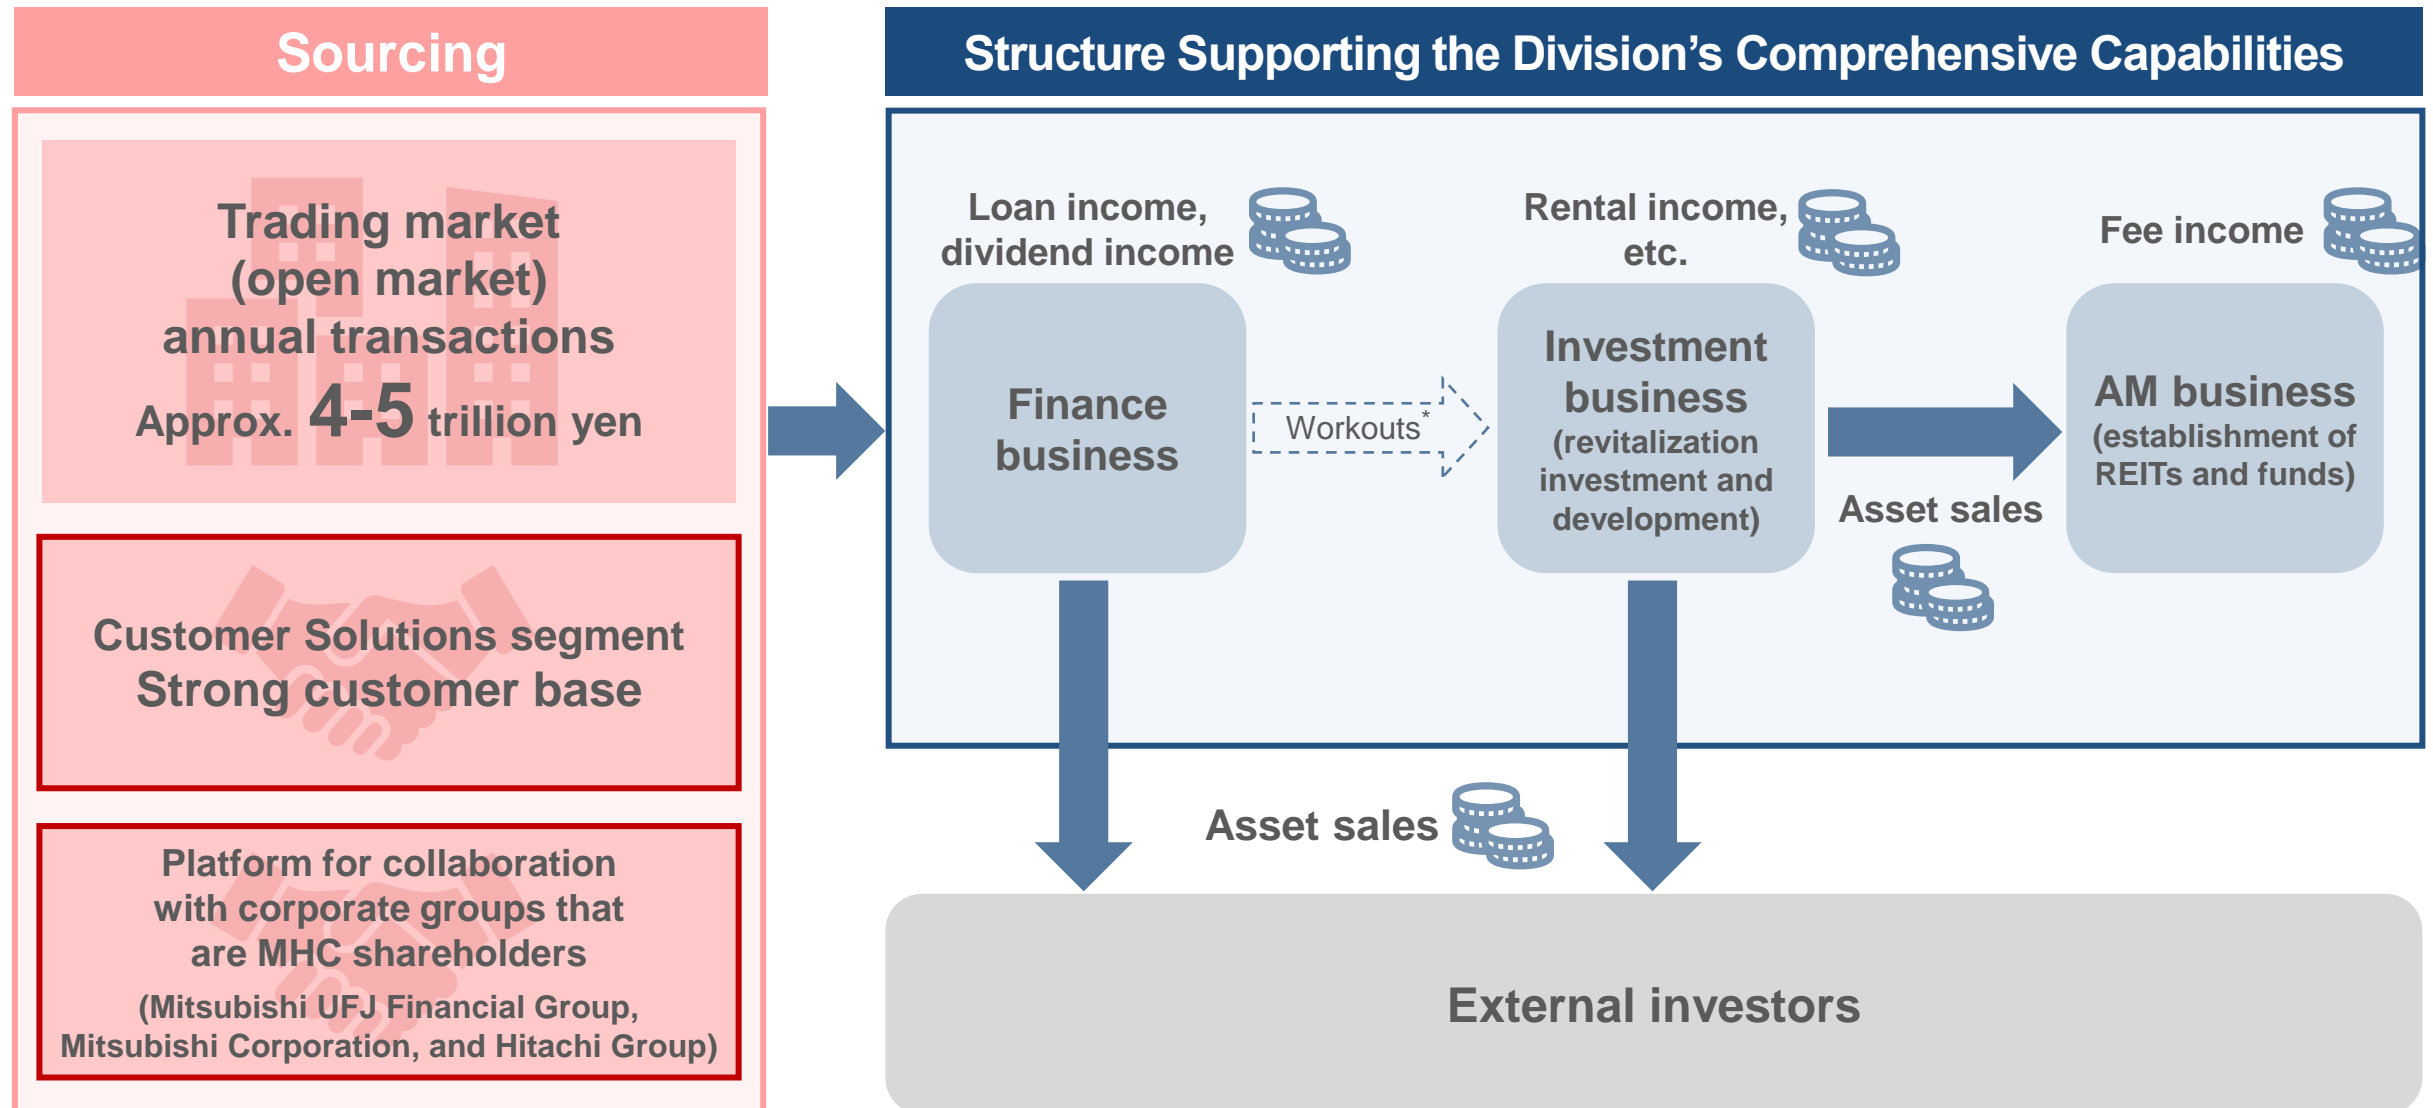 Sourcing
Trading market
(open market)
annual transactions
Approx. 4-5 trillion yen
Customer Solutions segment
Strong customer base
Platform for collaboration
with corporate groups that
are MHC shareholders
(Mitsubishi UFJ Financial Group,
Mitsubishi Corporation, and Hitachi Group)
Structure Supporting the Division's Comprehensive Capabilities
Loan income,
dividend income
Finance
business
Workouts*
Rental income,
etc.
Investment
business
(revitalization
investment and
development)
Asset sales
Fee income
AM business
(establishment of
REITs and funds)
Asset sales
External investors